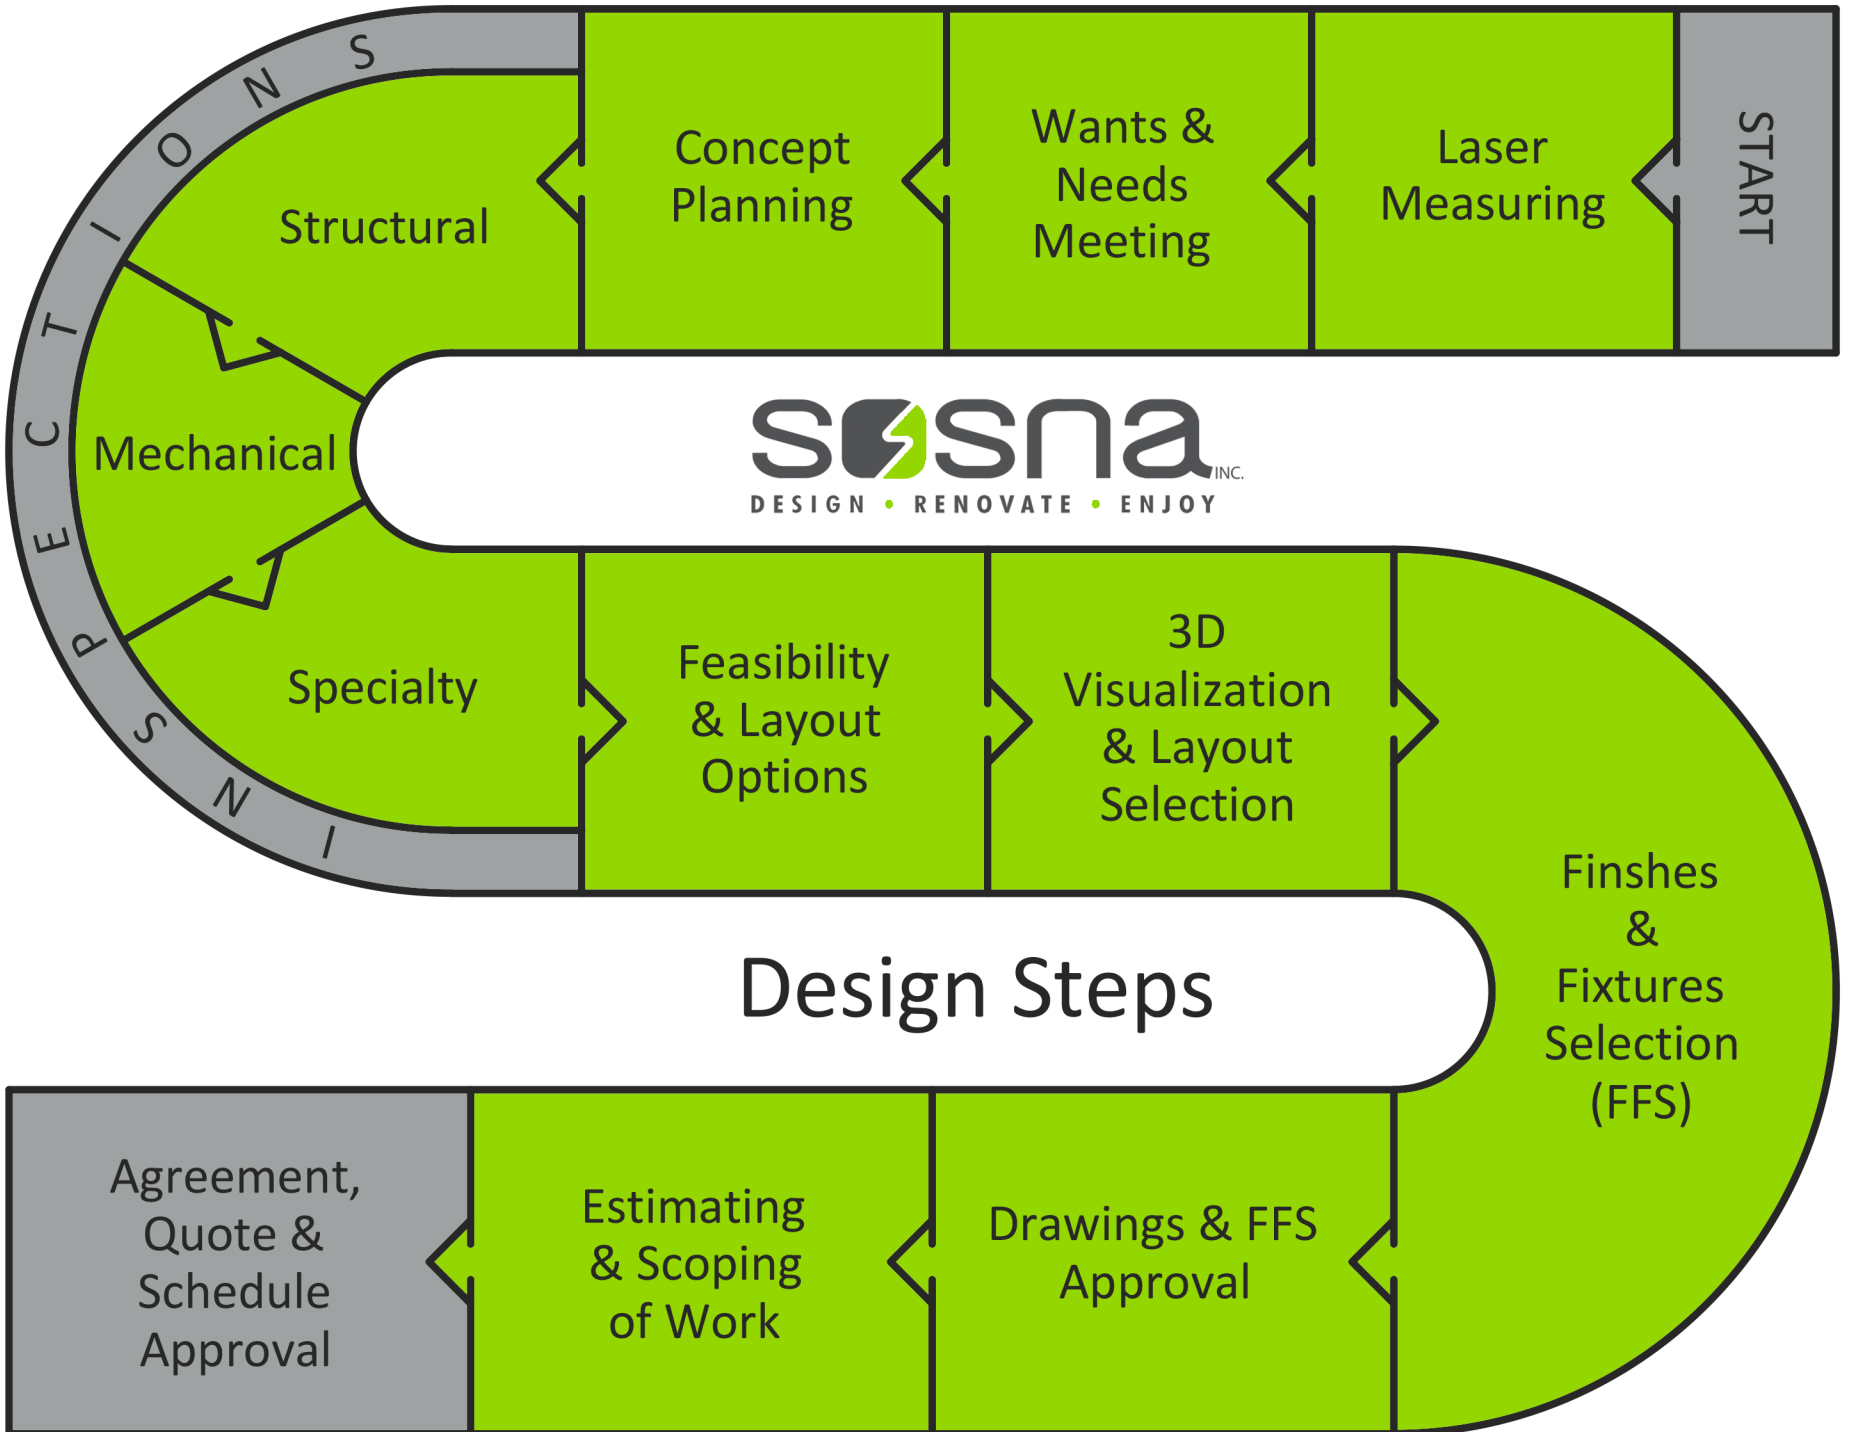 START
Laser
Measuring
Wants &
Needs
Meeting
Concept
Planning
INSPECTIONS
Structural
Mechanical
Specialty
sosna INC.
DESIGN • RENOVATE • ENJOY
Feasibility
& Layout
Options
3D
Visualization
& Layout
Selection
Finshes
&
Fixtures
Selection
(FFS)
Design Steps
Drawings & FFS
Approval
Estimating
& Scoping
of Work
Agreement,
Quote &
Schedule
Approval